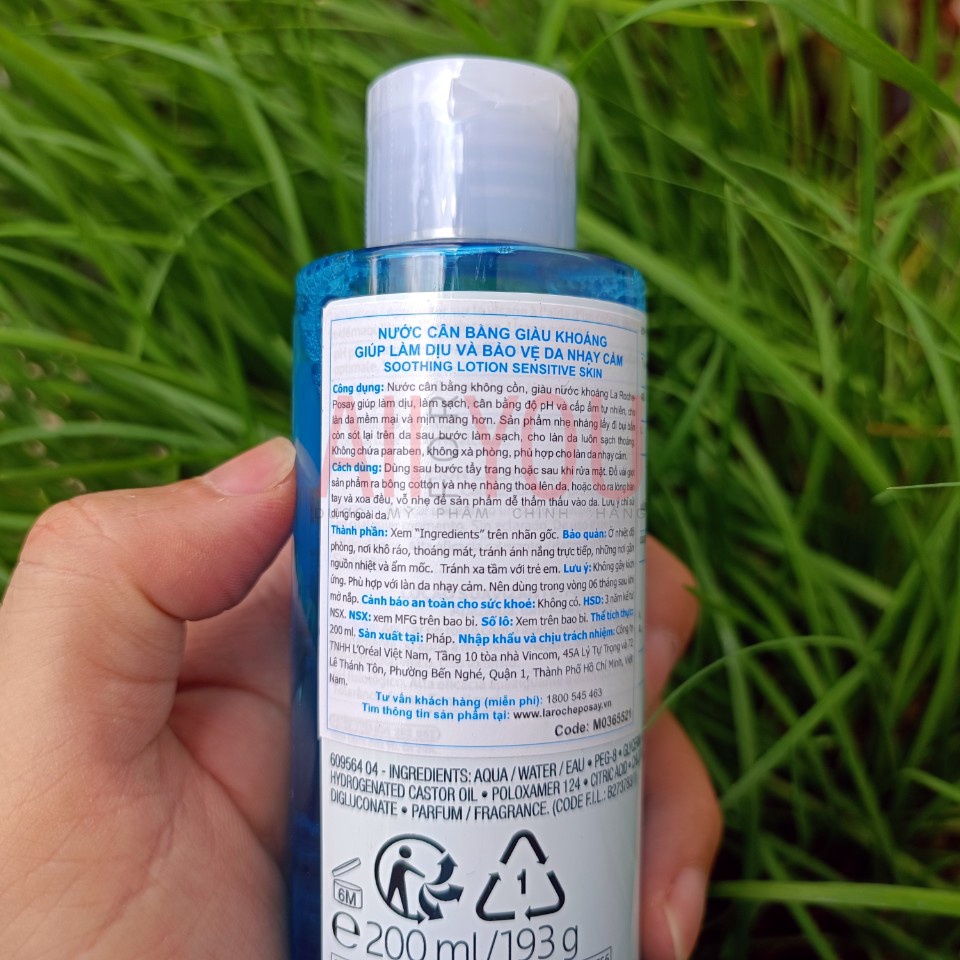 NƯỚC CÂN BẰNG GIÀU KHOÁNG
GIÚP LÀM DỊU VÀ BẢO VỆ DA NHẠY CẢM
SOOTHING LOTION SENSITIVE SKIN
Công dụng: Nước cân bằng không cồn, giàu nước khoáng La Roche-
Posay giúp làm dịu, làm sạch, cân bằng độ pH và cấp ẩm tự nhiên, cho
làn da mềm mại và mịn màng hơn. Sản phẩm nhẹ nhàng lấy đi bụi bẩn
còn sót lại trên da sau bước làm sạch, cho làn da luôn sạch thoáng.
Không chứa paraben, không xà phòng, phù hợp cho làn da nhạy cảm.
Cách dùng: Dùng sau bước tẩy trang hoặc sau khi rửa mặt. Đổ vài giọt
sản phẩm ra bông cotton và nhẹ nhàng thoa lên da, hoặc cho ra lòng bàn
tay và xoa đều, vỗ nhẹ để sản phẩm dễ thẩm thấu vào da. Lưu ý chỉ sử
dụng ngoài da.
Thành phần: Xem "Ingredients" trên nhãn gốc. Bảo quản: Ở nhiệt độ
phòng, nơi khô ráo, thoáng mát, tránh ánh nắng trực tiếp, những nơi gần
nguồn nhiệt và ẩm mốc. Tránh xa tầm với trẻ em. Lưu ý: Không gây kích
ứng. Phù hợp với làn da nhạy cảm. Nên dùng trong vòng 06 tháng sau khi
mở nắp. Cảnh báo an toàn cho sức khoẻ: Không có. HSD: 3 năm kể từ
NSX. NSX: xem MFG trên bao bì. Số lô: Xem trên bao bì. Thể tích thực:
200 ml. Sản xuất tại: Pháp. Nhập khẩu và chịu trách nhiệm: Công ty
TNHH L'Oréal Việt Nam, Tầng 10 tòa nhà Vincom, 45A Lý Tự Trọng và 72
Lê Thánh Tôn, Phường Bến Nghé, Quận 1, Thành Phố Hồ Chí Minh, Việt
Nam.
Tư vấn khách hàng (miễn phí): 1800 545 463
Tìm thông tin sản phẩm tại: www.larocheposay.vn
Code: M0365521
609564 04 - INGREDIENTS: AQUA / WATER / EAU • PEG-8 •
HYDROGENATED CASTOR OIL • POLOXAMER 124 • CITRIC ACID •
DIGLUCONATE • PARFUM / FRAGRANCE. (CODE F.I.L.:
6M
1
e 200 ml / 193 g